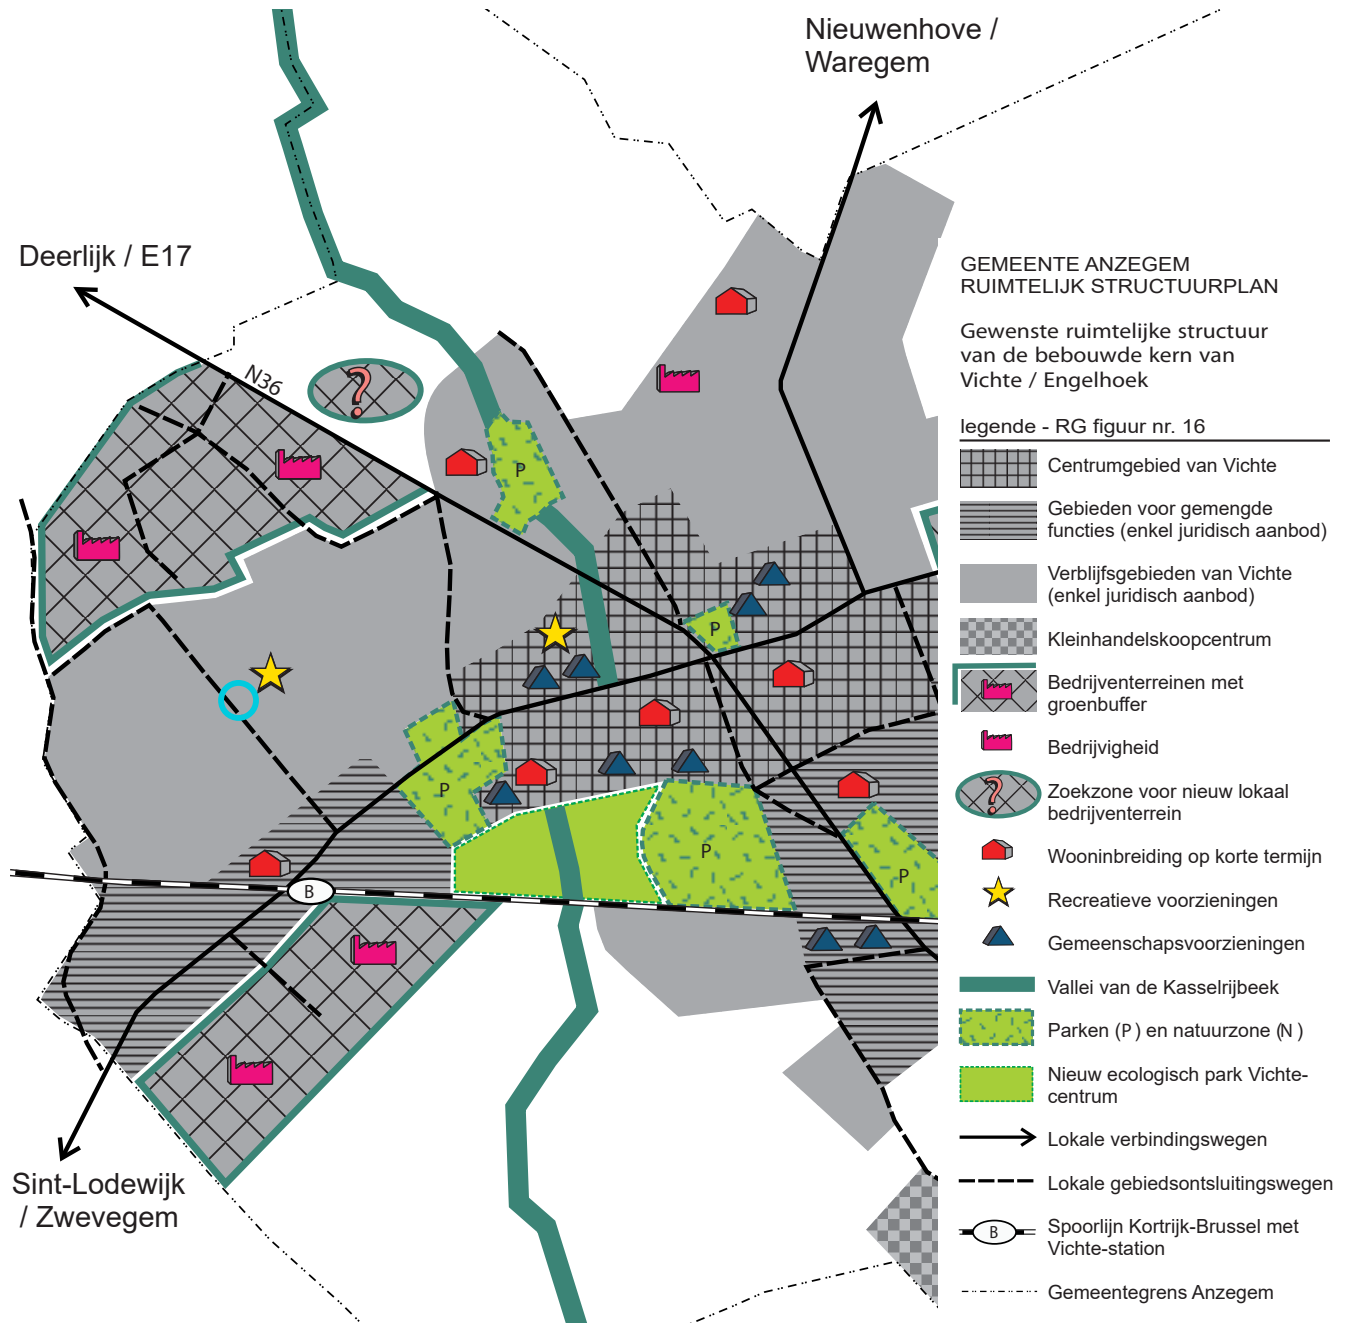 Nieuwenhove /
Waregem
Deerlijk / E17
N36
?
P
P
P
P
P
B
Sint-Lodewijk
/ Zwevegem
GEMEENTE ANZEGEM
RUIMTELIJK STRUCTUURPLAN
Gewenste ruimtelijke structuur
van de bebouwde kern van
Vichte / Engelhoek
legende - RG figuur nr. 16
Centrumgebied van Vichte
Gebieden voor gemengde
functies (enkel juridisch aanbod)
Verblijfsgebieden van Vichte
(enkel juridisch aanbod)
Kleinhandelskoopcentrum
Bedrijventerreinen met
groenbuffer
Bedrijvigheid
?
Zoekzone voor nieuw lokaal
bedrijventerrein
Wooninbreiding op korte termijn
Recreatieve voorzieningen
Gemeenschapsvoorzieningen
Vallei van de Kasselrijbeek
Parken (P) en natuurzone (N)
Nieuw ecologisch park Vichte-
centrum
Lokale verbindingswegen
Lokale gebiedsontsluitingswegen
B
Spoorlijn Kortrijk-Brussel met
Vichte-station
Gemeentegrens Anzegem